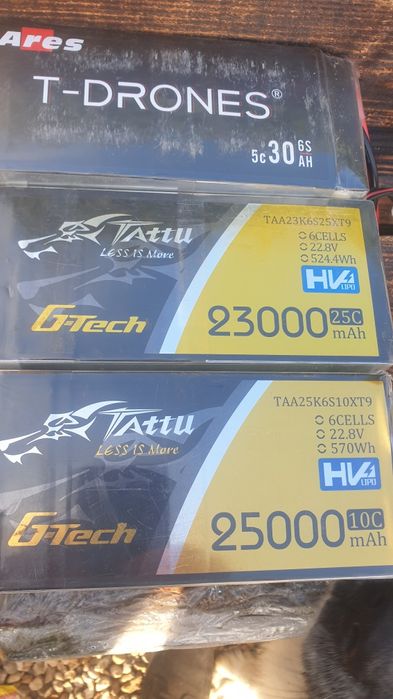 Ares
T-DRONES®
5C 30 6S AH
TAttu
LESS IS More
G-Tech
TAA23K6S25XT9
6CELLS
22.8V
524.4Wh
HV LIPO
23000 25C mAh
TAttu
LESS IS More
G-Tech
TAA25K6S10XT9
6CELLS
22.8V
570Wh
HV LIPO
25000 10C mAh